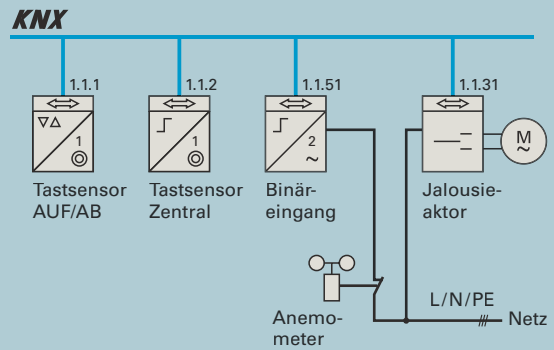 KNX
1.1.1
1.1.2
1.1.51
1.1.31
1
1
2
~
M
~
Tastsensor
AUF/AB
Tastsensor
Zentral
Binär-
eingang
Jalousie-
aktor
Anemo-
meter
L/N/PE
Netz